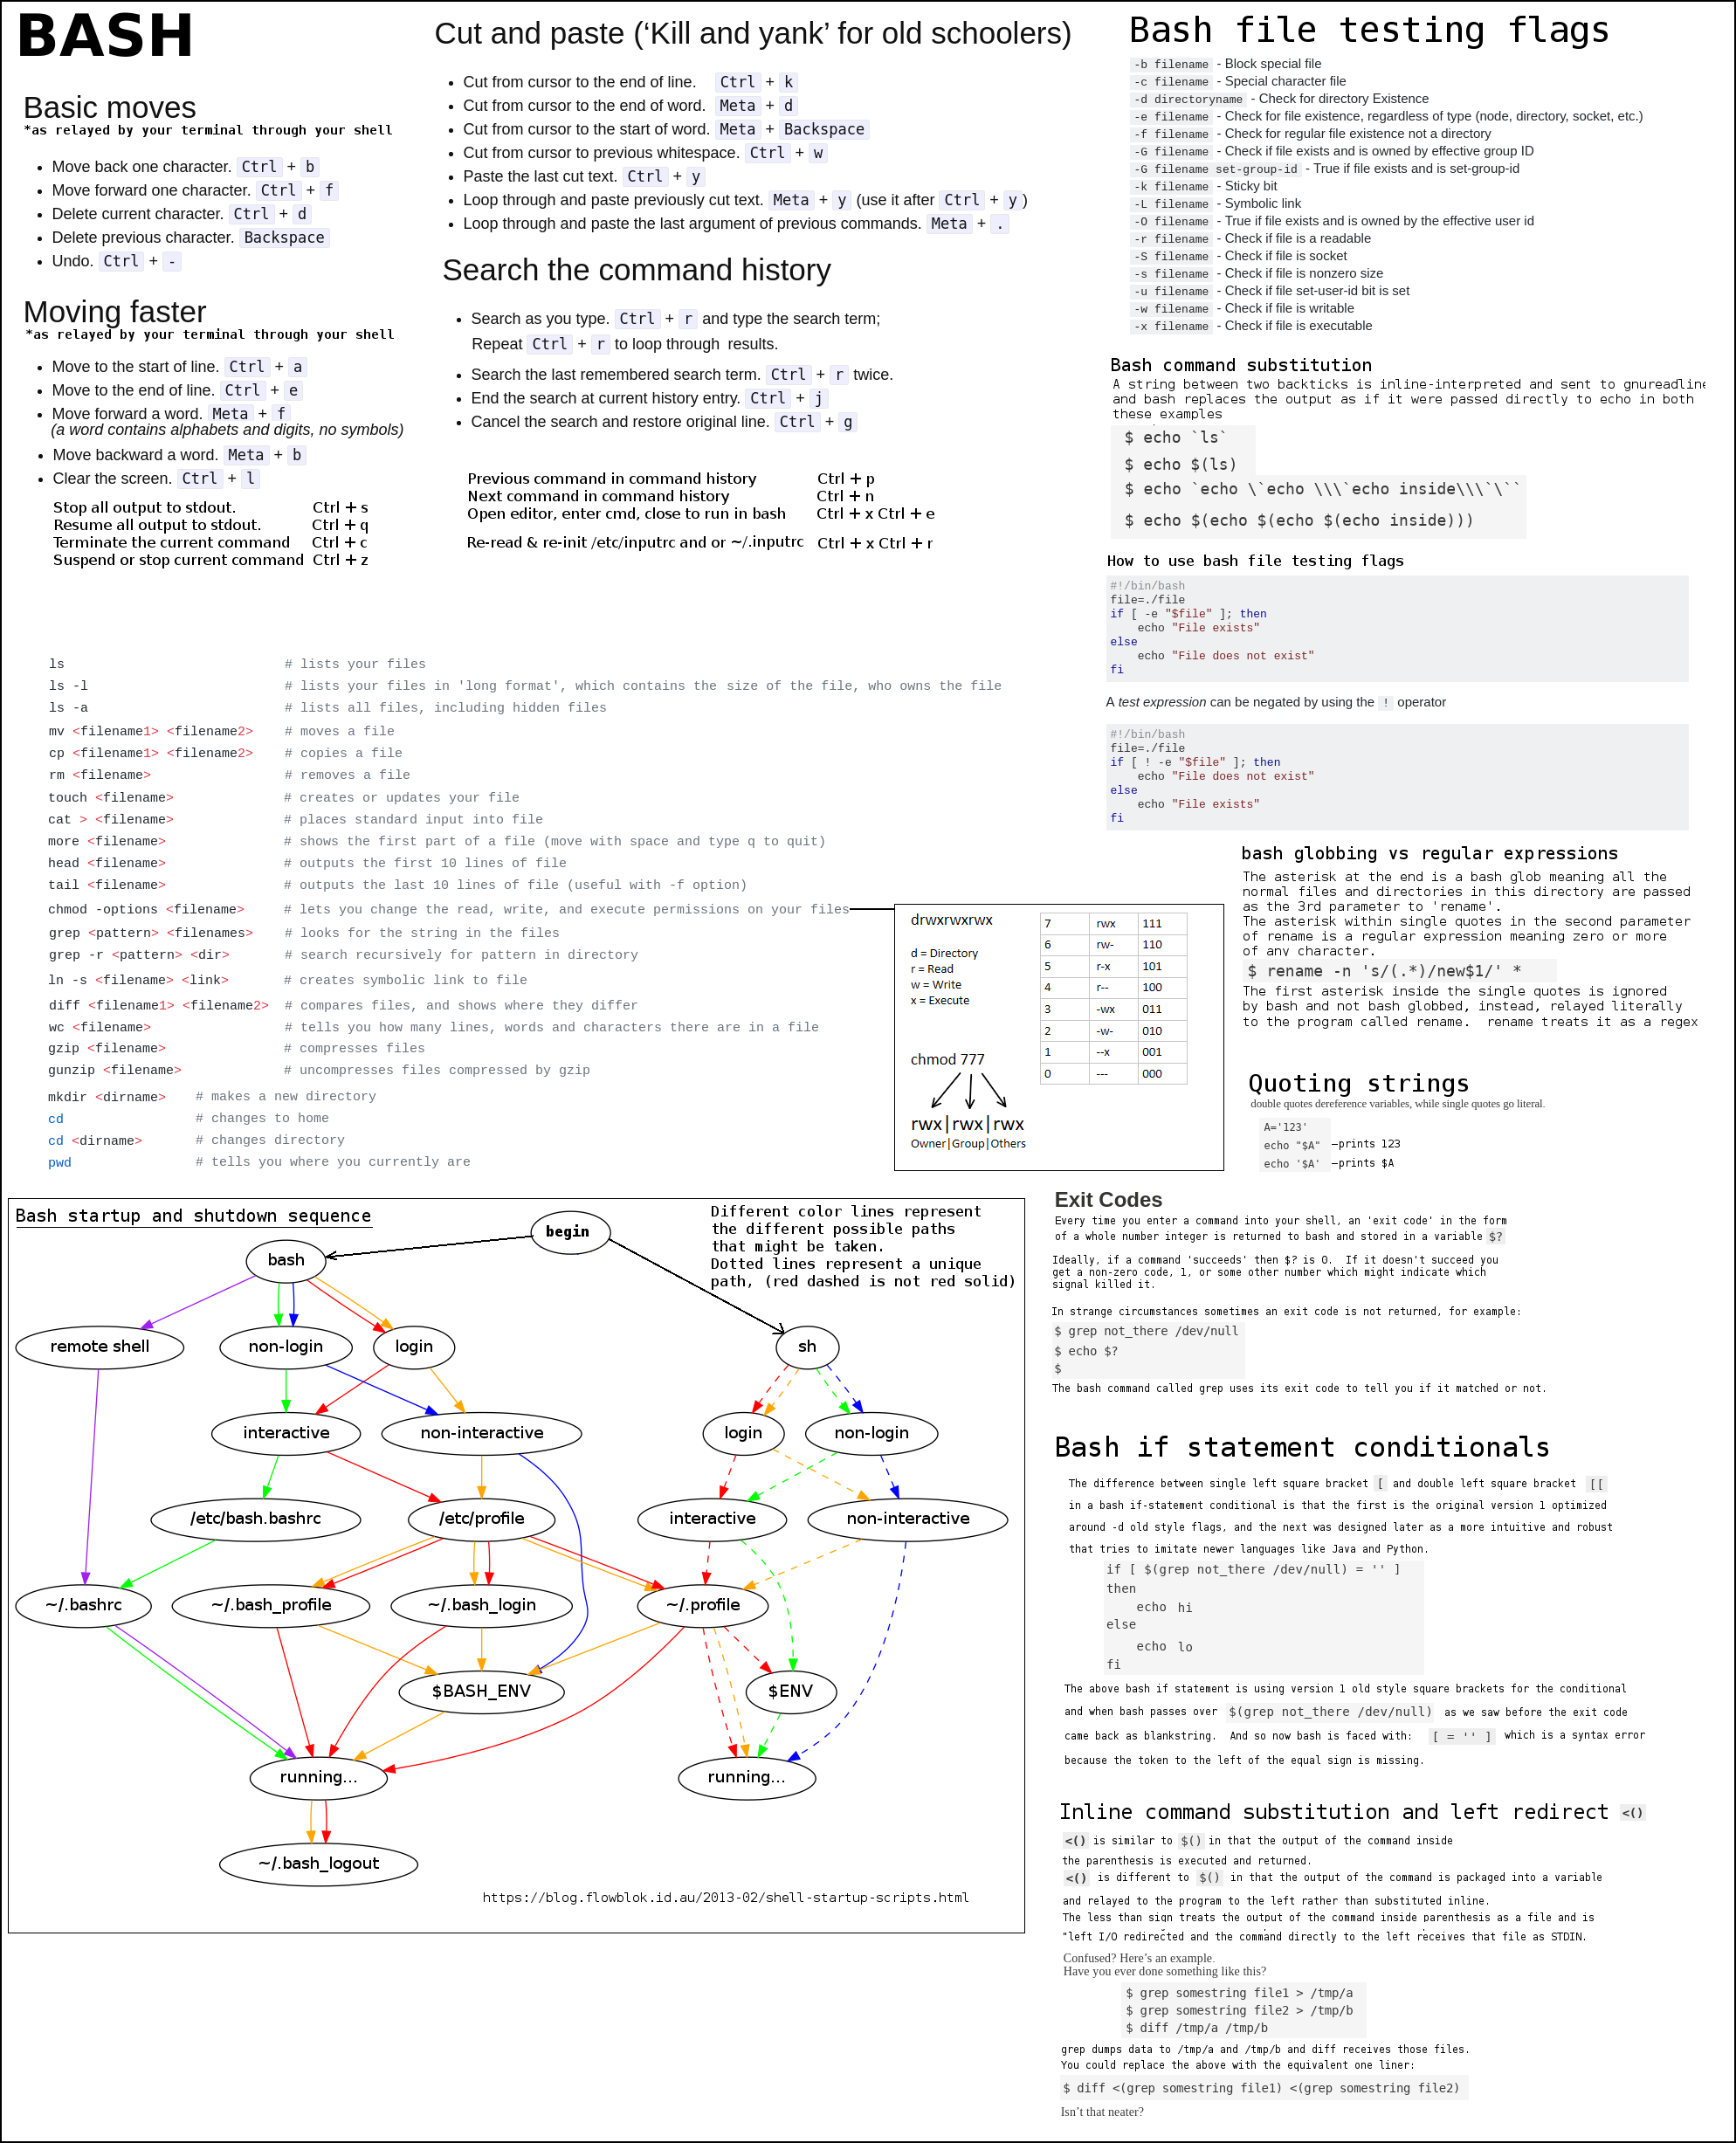 BASH
Basic moves
*as relayed by your terminal through your shell
Move back one character. Ctrl + b
Move forward one character. Ctrl + f
Delete current character. Ctrl + d
Delete previous character. Backspace
Undo. Ctrl + -
Moving faster
*as relayed by your terminal through your shell
Move to the start of line. Ctrl + a
Move to the end of line. Ctrl + e
Move forward a word. Meta + f
(a word contains alphabets and digits, no symbols)
Move backward a word. Meta + b
Clear the screen. Ctrl + l
Stop all output to stdout. Ctrl + s
Resume all output to stdout. Ctrl + q
Terminate the current command Ctrl + c
Suspend or stop current command Ctrl + z
Cut and paste (‘Kill and yank’ for old schoolers)
Cut from cursor to the end of line. Ctrl + k
Cut from cursor to the end of word. Meta + d
Cut from cursor to the start of word. Meta + Backspace
Cut from cursor to previous whitespace. Ctrl + w
Paste the last cut text. Ctrl + y
Loop through and paste previously cut text. Meta + y (use it after Ctrl + y )
Loop through and paste the last argument of previous commands. Meta + .
Search the command history
Search as you type. Ctrl + r and type the search term;
Repeat Ctrl + r to loop through results.
Search the last remembered search term. Ctrl + r twice.
End the search at current history entry. Ctrl + j
Cancel the search and restore original line. Ctrl + g
Previous command in command history Ctrl + p
Next command in command history Ctrl + n
Open editor, enter cmd, close to run in bash Ctrl + x Ctrl + e
Re-read & re-init /etc/inputrc and or ~/.inputrc Ctrl + x Ctrl + r
ls # lists your files
ls -l # lists your files in 'long format', which contains the size of the file, who owns the file
ls -a # lists all files, including hidden files
mv <filename1> <filename2> # moves a file
cp <filename1> <filename2> # copies a file
rm <filename> # removes a file
touch <filename> # creates or updates your file
cat > <filename> # places standard input into file
more <filename> # shows the first part of a file (move with space and type q to quit)
head <filename> # outputs the first 10 lines of file
tail <filename> # outputs the last 10 lines of file (useful with -f option)
chmod -options <filename> # lets you change the read, write, and execute permissions on your files
grep <pattern> <filenames> # looks for the string in the files
grep -r <pattern> <dir> # search recursively for pattern in directory
ln -s <filename> <link> # creates symbolic link to file
diff <filename1> <filename2> # compares files, and shows where they differ
wc <filename> # tells you how many lines, words and characters there are in a file
gzip <filename> # compresses files
gunzip <filename> # uncompresses files compressed by gzip
mkdir <dirname> # makes a new directory
cd # changes to home
cd <dirname> # changes directory
pwd # tells you where you currently are
drwxrwxrwx
d = Directory
r = Read
w = Write
x = Execute
chmod 777
rwx|rwx|rwx
Owner|Group|Others
7 rwx 111
6 rw- 110
5 r-x 101
4 r-- 100
3 -wx 011
2 -w- 010
1 --x 001
0 --- 000
Bash file testing flags
-b filename - Block special file
-c filename - Special character file
-d directoryname - Check for directory Existence
-e filename - Check for file existence, regardless of type (node, directory, socket, etc.)
-f filename - Check for regular file existence not a directory
-G filename - Check if file exists and is owned by effective group ID
-G filename set-group-id - True if file exists and is set-group-id
-k filename - Sticky bit
-L filename - Symbolic link
-O filename - True if file exists and is owned by the effective user id
-r filename - Check if file is a readable
-S filename - Check if file is socket
-s filename - Check if file is nonzero size
-u filename - Check if file set-user-id bit is set
-w filename - Check if file is writable
-x filename - Check if file is executable
Bash command substitution
A string between two backticks is inline-interpreted and sent to gnureadline
and bash replaces the output as if it were passed directly to echo in both
these examples
$ echo `ls`
$ echo $(ls)
$ echo `echo \`echo \\\`echo inside\\\`\``
$ echo $(echo $(echo $(echo inside)))
How to use bash file testing flags
#!/bin/bash
file=./file
if [ -e "$file" ]; then
echo "File exists"
else
echo "File does not exist"
fi
A test expression can be negated by using the ! operator
#!/bin/bash
file=./file
if [ ! -e "$file" ]; then
echo "File does not exist"
else
echo "File exists"
fi
bash globbing vs regular expressions
The asterisk at the end is a bash glob meaning all the
normal files and directories in this directory are passed
as the 3rd parameter to 'rename'.
The asterisk within single quotes in the second parameter
of rename is a regular expression meaning zero or more
of any character.
$ rename -n 's/(.*)/new$1/' *
The first asterisk inside the single quotes is ignored
by bash and not bash globbed, instead, relayed literally
to the program called rename. rename treats it as a regex
Quoting strings
double quotes dereference variables, while single quotes go literal.
A='123'
echo "$A" —prints 123
echo '$A' —prints $A
Bash startup and shutdown sequence
Different color lines represent
the different possible paths
that might be taken.
Dotted lines represent a unique
path, (red dashed is not red solid)
begin
bash
remote shell
non-login
login
sh
interactive
non-interactive
login
non-login
/etc/bash.bashrc
/etc/profile
interactive
non-interactive
~/.bashrc
~/.bash_profile
~/.bash_login
~/.profile
$BASH_ENV
$ENV
running...
running...
~/.bash_logout
https://blog.flowblok.id.au/2013-02/shell-startup-scripts.html
Exit Codes
Every time you enter a command into your shell, an 'exit code' in the form
of a whole number integer is returned to bash and stored in a variable $?
Ideally, if a command 'succeeds' then $? is 0. If it doesn't succeed you
get a non-zero code, 1, or some other number which might indicate which
signal killed it.
In strange circumstances sometimes an exit code is not returned, for example:
$ grep not_there /dev/null
$ echo $?
$
The bash command called grep uses its exit code to tell you if it matched or not.
Bash if statement conditionals
The difference between single left square bracket [ and double left square bracket [[
in a bash if-statement conditional is that the first is the original version 1 optimized
around -d old style flags, and the next was designed later as a more intuitive and robust
that tries to imitate newer languages like Java and Python.
if [ $(grep not_there /dev/null) = '' ]
then
echo hi
else
echo lo
fi
The above bash if statement is using version 1 old style square brackets for the conditional
and when bash passes over $(grep not_there /dev/null) as we saw before the exit code
came back as blankstring. And so now bash is faced with: [ = '' ] which is a syntax error
because the token to the left of the equal sign is missing.
Inline command substitution and left redirect <()
<() is similar to $() in that the output of the command inside
the parenthesis is executed and returned.
<() is different to $() in that the output of the command is packaged into a variable
and relayed to the program to the left rather than substituted inline.
The less than sign treats the output of the command inside parenthesis as a file and is
"left I/O redirected and the command directly to the left receives that file as STDIN.
Confused? Here’s an example.
Have you ever done something like this?
$ grep somestring file1 > /tmp/a
$ grep somestring file2 > /tmp/b
$ diff /tmp/a /tmp/b
grep dumps data to /tmp/a and /tmp/b and diff receives those files.
You could replace the above with the equivalent one liner:
$ diff <(grep somestring file1) <(grep somestring file2)
Isn’t that neater?